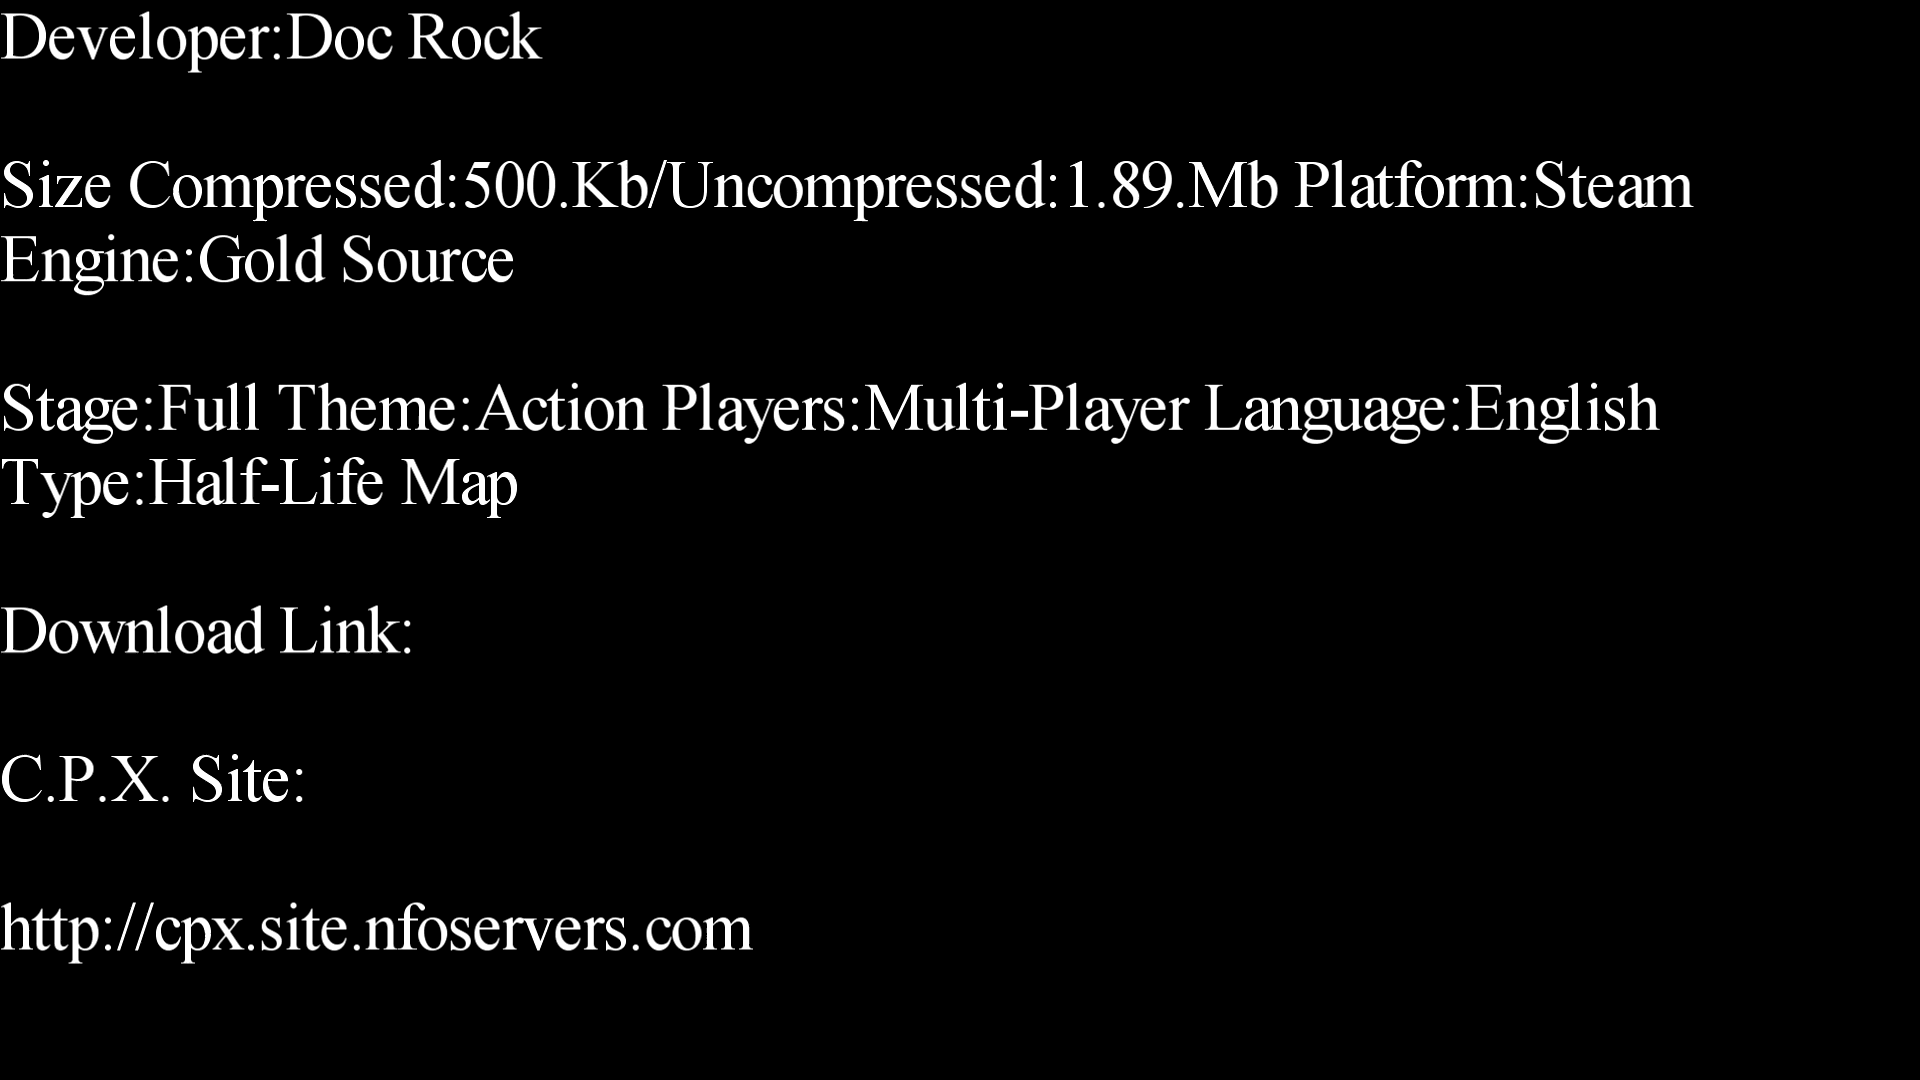 Developer:Doc Rock
Size Compressed:500.Kb/Uncompressed:1.89.Mb Platform:Steam
Engine:Gold Source
Stage:Full Theme:Action Players:Multi-Player Language:English
Type:Half-Life Map
Download Link:
C.P.X. Site:
http://cpx.site.nfoservers.com